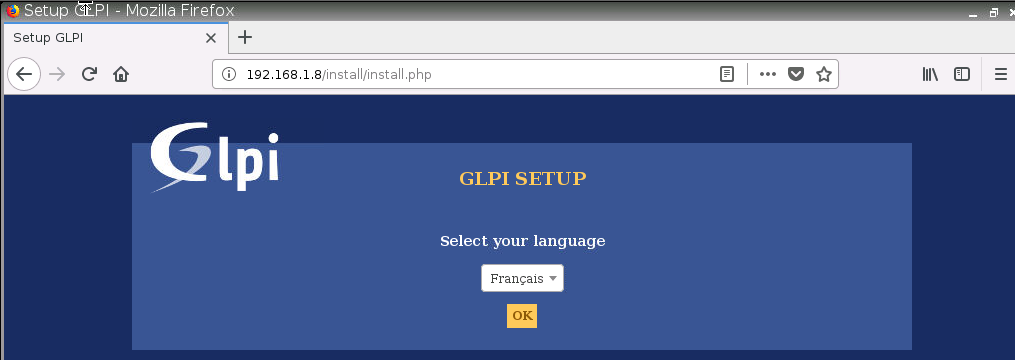 Setup GLPI - Mozilla Firefox
Setup GLPI
192.168.1.8/install/install.php
Glpi
GLPI SETUP
Select your language
Français
OK